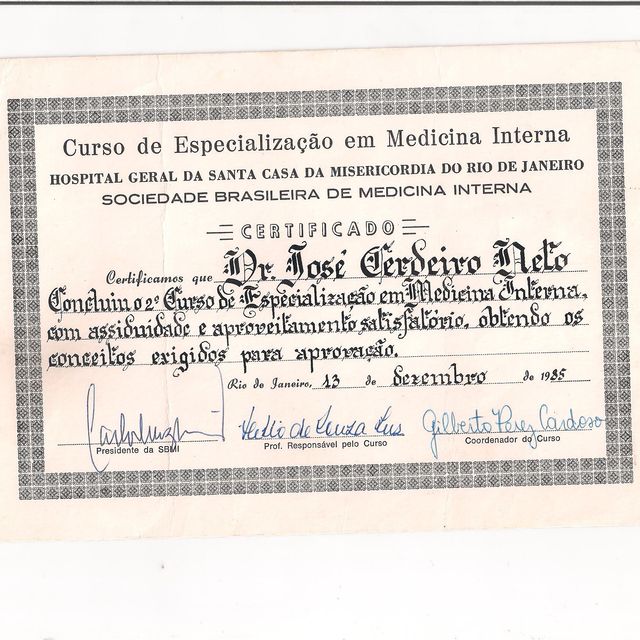 Curso de Especialização em Medicina Interna
HOSPITAL GERAL DA SANTA CASA DA MISERICORDIA DO RIO DE JANEIRO
SOCIEDADE BRASILEIRA DE MEDICINA INTERNA
CERTIFICADO
Certificamos que Dr. José Cerdeiro Neto
Concluiu o 2º Curso de Especialização em Medicina Interna,
com assiduidade e aproveitamento satisfatório, obtendo os
conceitos exigidos para aprovação.
Rio de Janeiro, 13 de dezembro de 1985
Gilberto Perez Cardoso
Presidente da SBMI Prof. Responsável pelo Curso Coordenador do Curso